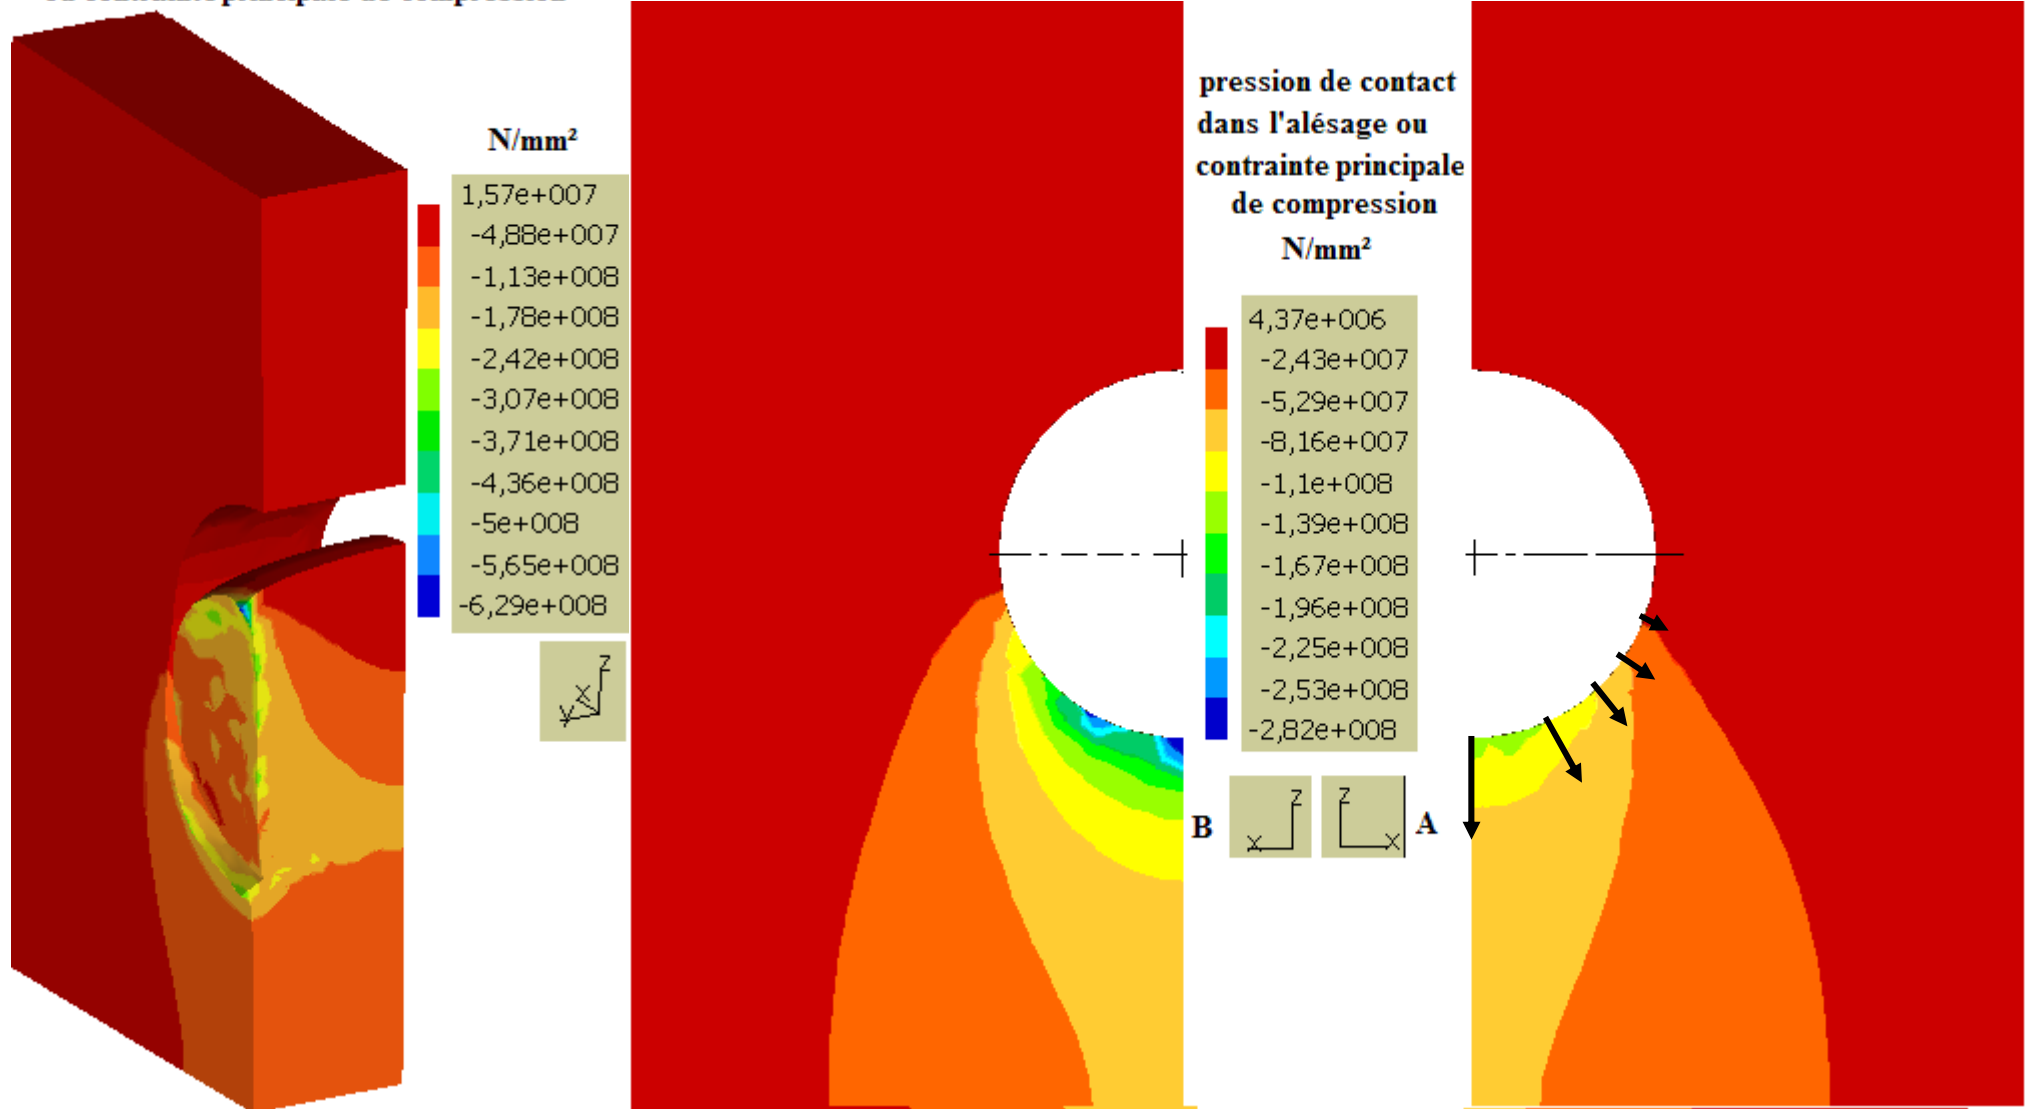 N/mm²
1,57e+007
-4,88e+007
-1,13e+008
-1,78e+008
-2,42e+008
-3,07e+008
-3,71e+008
-4,36e+008
-5e+008
-5,65e+008
-6,29e+008
Z
X
Y
pression de contact
dans l'alésage ou
contrainte principale
de compression
N/mm²
4,37e+006
-2,43e+007
-5,29e+007
-8,16e+007
-1,1e+008
-1,39e+008
-1,67e+008
-1,96e+008
-2,25e+008
-2,53e+008
-2,82e+008
B
Z
X
Z
X
A